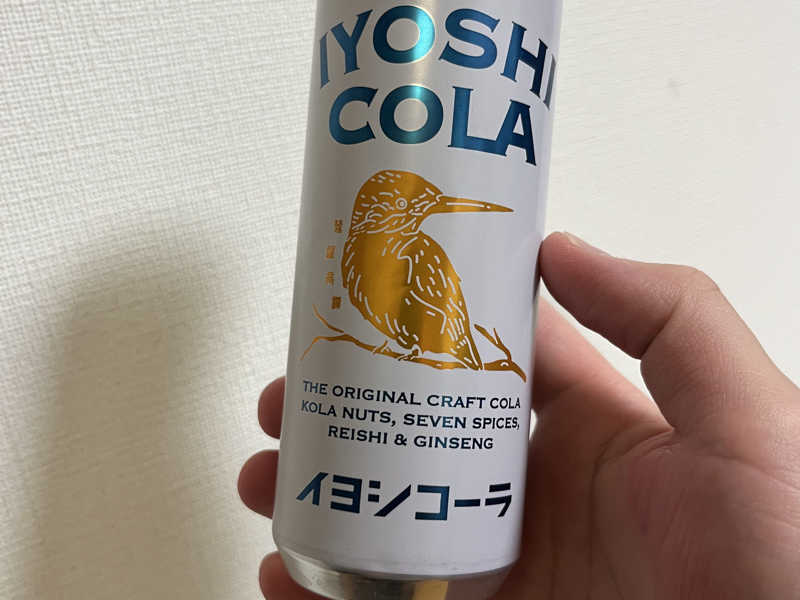 IYOSHI
COLA
THE ORIGINAL CRAFT COLA
KOLA NUTS, SEVEN SPICES,
REISHI & GINSENG
イヨシコーラ